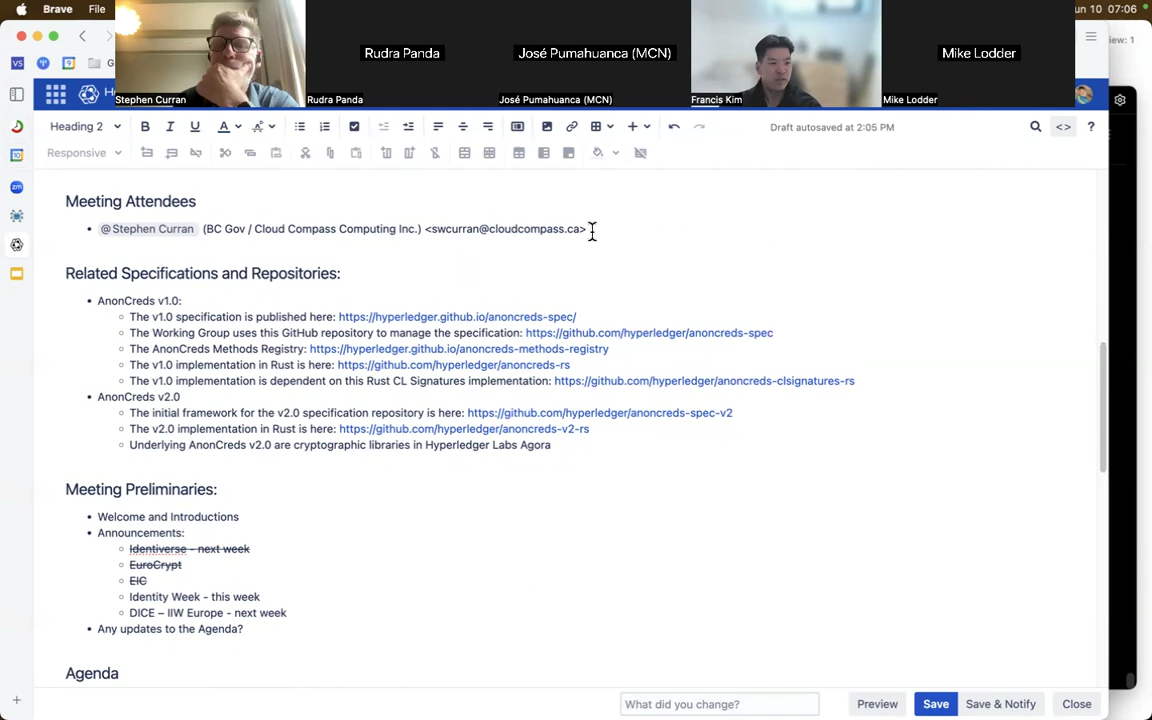 Brave File
un 10 07:06
Rudra Panda
José Pumahuanca (MCN)
Mike Lodder
Stephen Curran
Rudra Panda
José Pumahuanca (MCN)
Francis Kim
Mike Lodder
iew: 1
VS
G
H
Heading 2
B I U A
Draft autosaved at 2:05 PM
<> ?
Responsive
Meeting Attendees
• @Stephen Curran (BC Gov / Cloud Compass Computing Inc.) <swcurran@cloudcompass.ca>
Related Specifications and Repositories:
• AnonCreds v1.0:
○ The v1.0 specification is published here: https://hyperledger.github.io/anoncreds-spec/
○ The Working Group uses this GitHub repository to manage the specification: https://github.com/hyperledger/anoncreds-spec
○ The AnonCreds Methods Registry: https://hyperledger.github.io/anoncreds-methods-registry
○ The v1.0 implementation in Rust is here: https://github.com/hyperledger/anoncreds-rs
○ The v1.0 implementation is dependent on this Rust CL Signatures implementation: https://github.com/hyperledger/anoncreds-clsignatures-rs
• AnonCreds v2.0
○ The initial framework for the v2.0 specification repository is here: https://github.com/hyperledger/anoncreds-spec-v2
○ The v2.0 implementation in Rust is here: https://github.com/hyperledger/anoncreds-v2-rs
○ Underlying AnonCreds v2.0 are cryptographic libraries in Hyperledger Labs Agora
Meeting Preliminaries:
• Welcome and Introductions
• Announcements:
○ Identiverse - next week
○ EuroCrypt
○ EIC
○ Identity Week - this week
○ DICE – IIW Europe - next week
• Any updates to the Agenda?
Agenda
What did you change?
Preview
Save
Save & Notify
Close